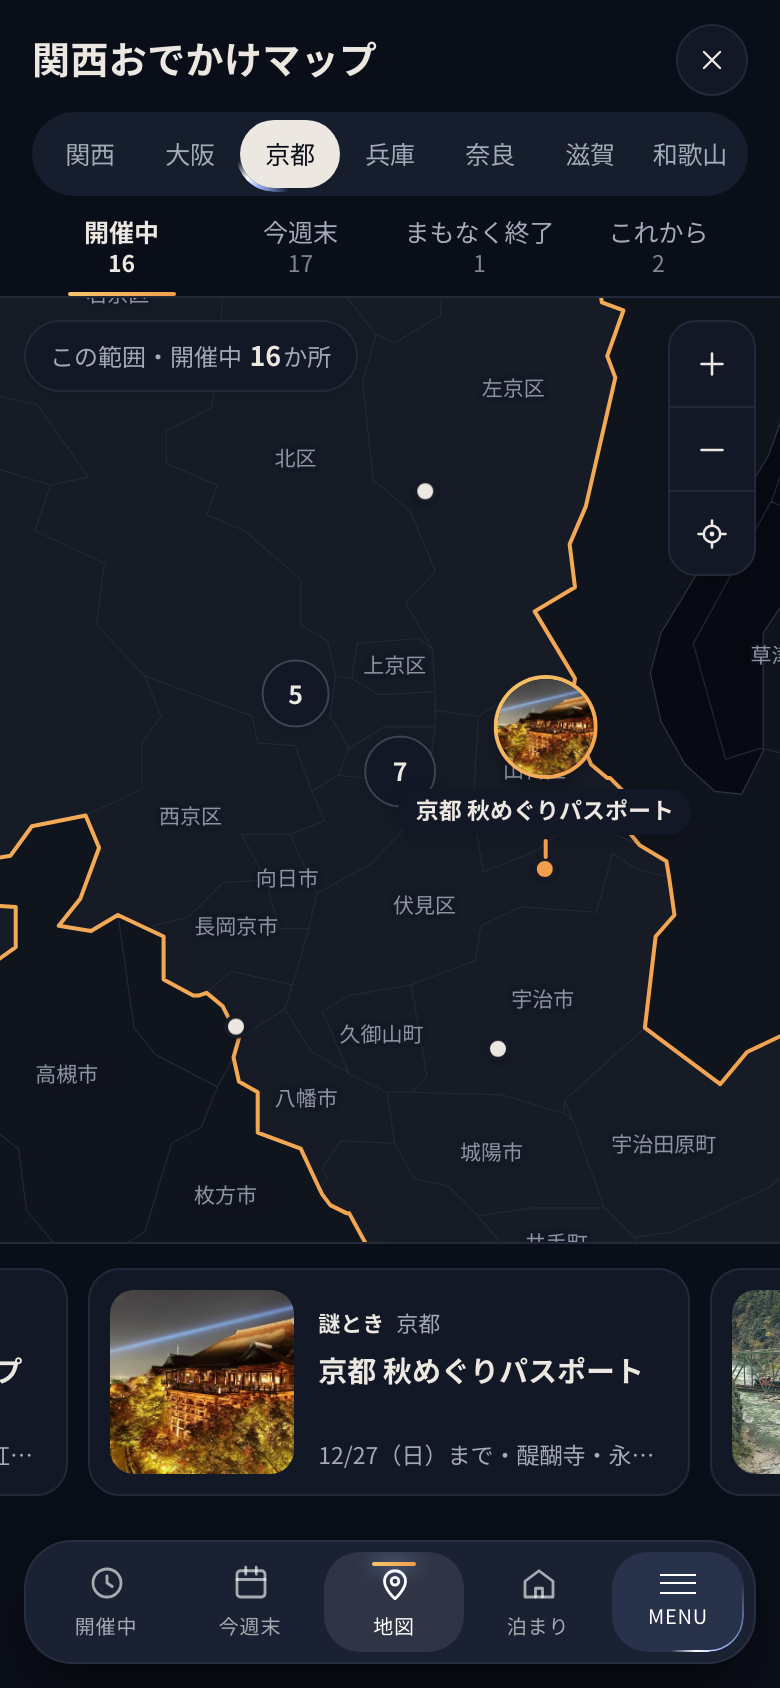 関西おでかけマップ
関西 大阪 京都 兵庫 奈良 滋賀 和歌山
開催中 今週末 まもなく終了 これから
16 17 1 2
この範囲・開催中 16か所
左京区
北区
上京区
5
7
京都 秋めぐりパスポート
西京区
向日市
伏見区
長岡京市
宇治市
久御山町
高槻市
八幡市
宇治田原町
城陽市
枚方市
井手町
謎とき 京都
プ 京都 秋めぐりパスポート
12/27（日）まで・醍醐寺・永…
開催中 今週末 地図 泊まり MENU